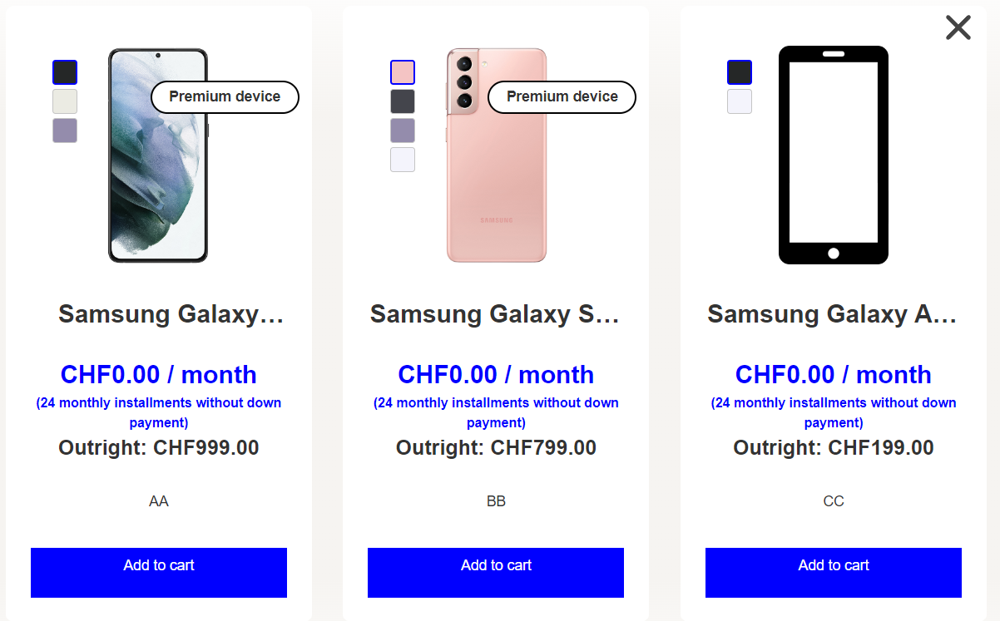 Premium device
Samsung Galaxy…
CHF0.00 / month
(24 monthly installments without down
payment)
Outright: CHF999.00
AA
Add to cart
Premium device
SAMSUNG
Samsung Galaxy S…
CHF0.00 / month
(24 monthly installments without down
payment)
Outright: CHF799.00
BB
Add to cart
Samsung Galaxy A…
CHF0.00 / month
(24 monthly installments without down
payment)
Outright: CHF199.00
CC
Add to cart